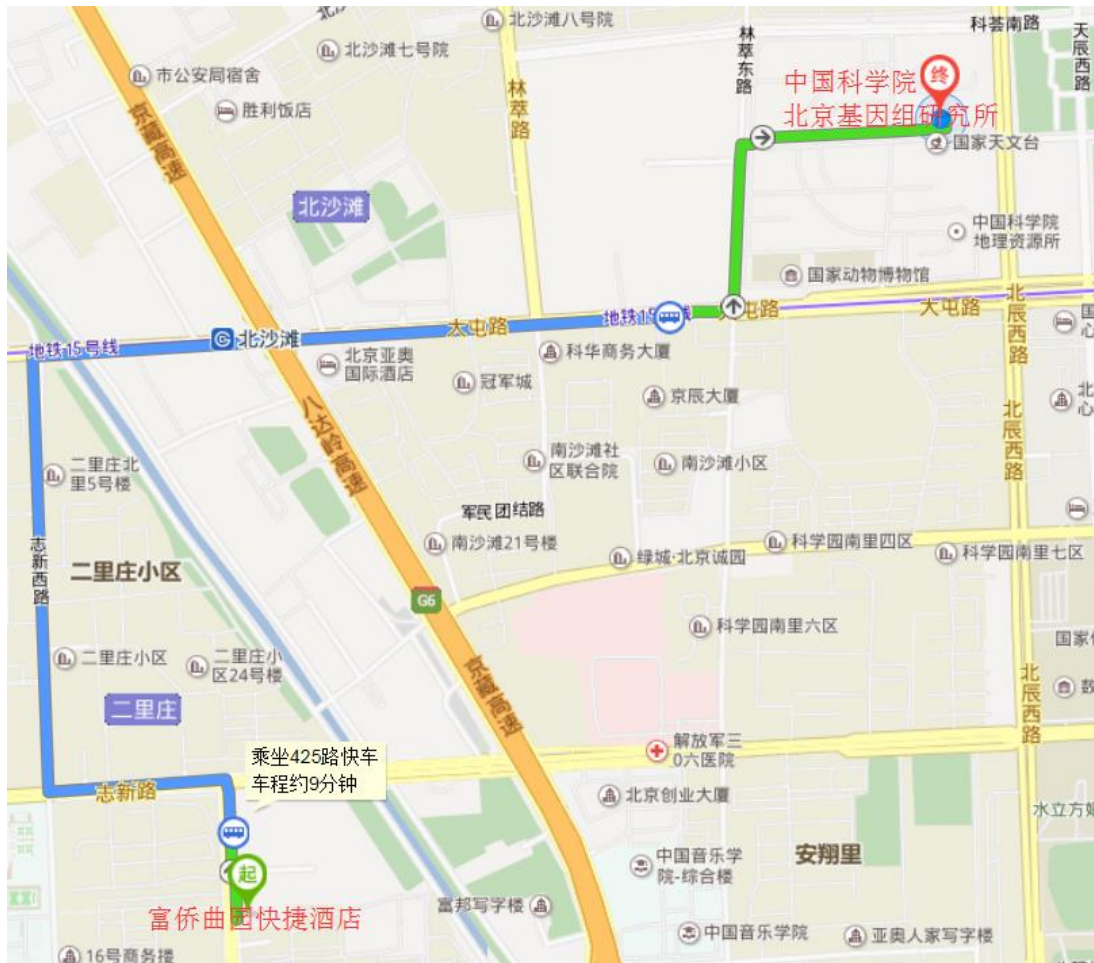 北沙滩八号院
科荟南路
北沙滩七号院
天辰西路
林萃东路
市公安局宿舍
胜利饭店
京藏高速
林萃路
中国科学院
终
北京基因组研究所
国家天文台
北沙滩
中国科学院
地理资源所
国家动物博物馆
地铁15号线
大屯路
大屯路
北辰西路
地铁15号线
北沙滩
大屯路
北京亚奥
国际酒店
科华商务大厦
冠军城
京辰大厦
八达岭高速
北辰西路
二里庄北
里5号楼
南沙滩社
区联合院
南沙滩小区
军民团结路
志新西路
南沙滩21号楼
绿城·北京诚园
科学园南里四区
科学园南里七区
二里庄小区
G6
科学园南里六区
二里庄小区
二里庄小
区24号楼
京藏高速
北辰西路
二里庄
乘坐425路快车
车程约9分钟
解放军三
0六医院
志新路
北京创业大厦
安翔里
中国音乐学
院-综合楼
起
富侨曲园快捷酒店
富邦写字楼
中国音乐学院
亚奥人家写字楼
16号商务楼